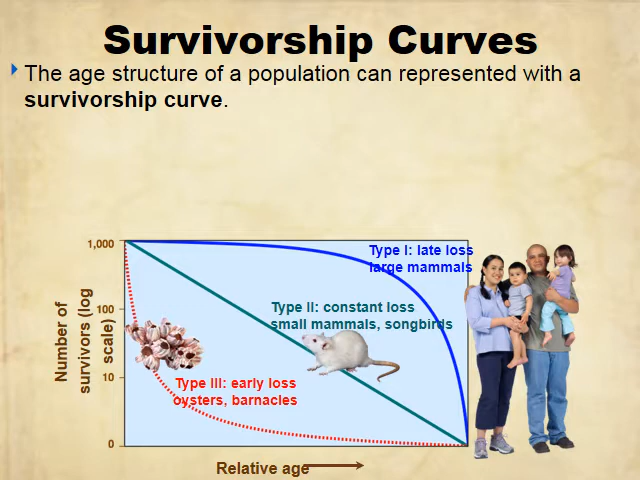 Survivorship Curves
The age structure of a population can represented with a
survivorship curve.
1,000
100
10
0
Number of
survivors (log
scale)
Type I: late loss
large mammals
Type II: constant loss
small mammals, songbirds
Type III: early loss
oysters, barnacles
Relative age